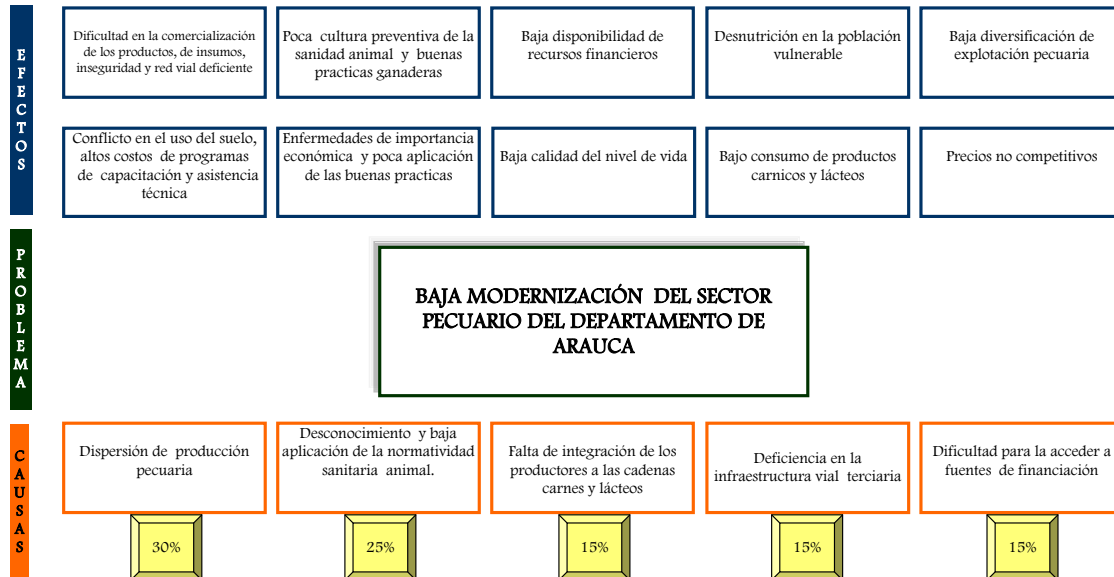 EFECTOS
Dificultad en la comercialización
de los productos, de insumos,
inseguridad y red vial deficiente
Poca cultura preventiva de la
sanidad animal y buenas
practicas ganaderas
Baja disponibilidad de
recursos financieros
Desnutrición en la población
vulnerable
Baja diversificación de
explotación pecuaria
Conflicto en el uso del suelo,
altos costos de programas
de capacitación y asistencia
técnica
Enfermedades de importancia
económica y poca aplicación
de las buenas practicas
Baja calidad del nivel de vida
Bajo consumo de productos
carnicos y lácteos
Precios no competitivos
PROBLEMA
BAJA MODERNIZACIÓN DEL SECTOR
PECUARIO DEL DEPARTAMENTO DE
ARAUCA
CAUSAS
Dispersión de producción
pecuaria
Desconocimiento y baja
aplicación de la normatividad
sanitaria animal.
Falta de integración de los
productores a las cadenas
carnes y lácteos
Deficiencia en la
infraestructura vial terciaria
Dificultad para la acceder a
fuentes de financiación
30%
25%
15%
15%
15%